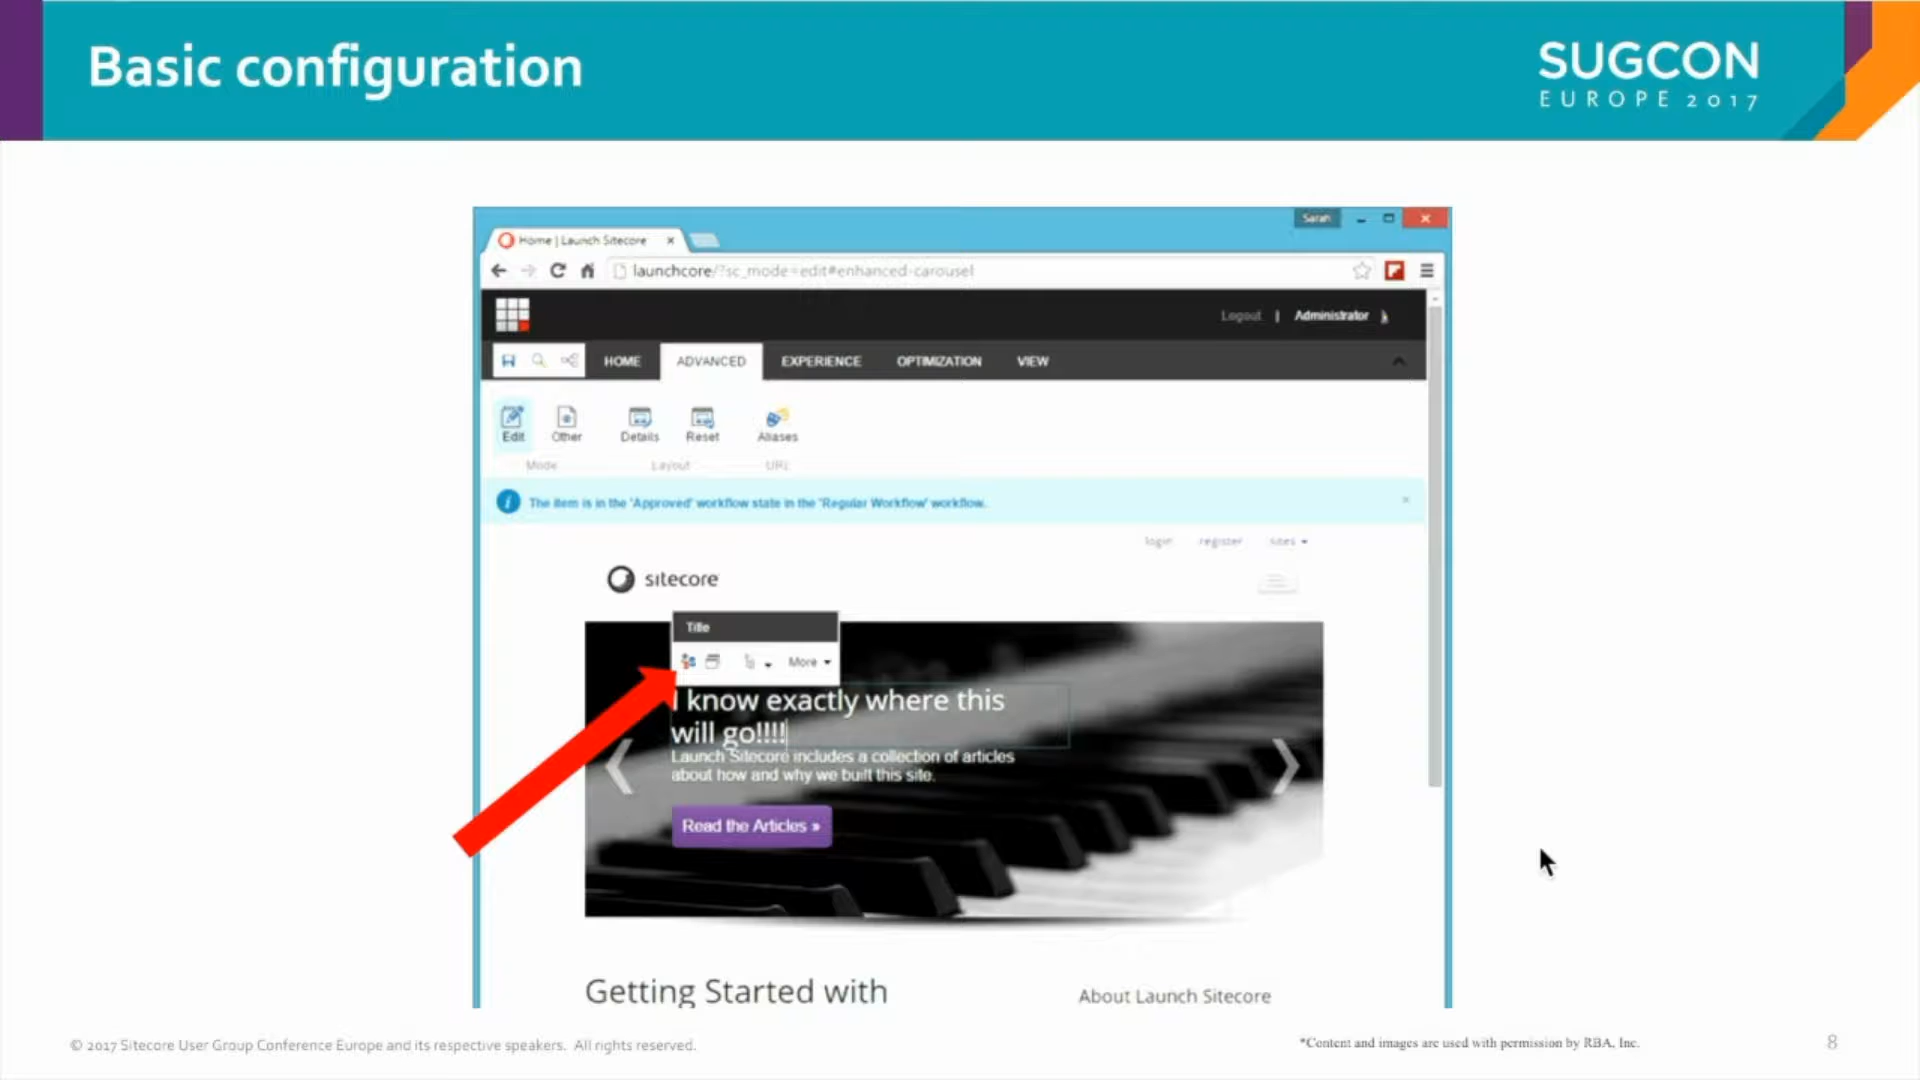 Basic configuration
SUGCON
EUROPE 2017
Sarah
Home | Launch Sitecore
launchcore/?sc_mode=edit#enhanced-carousel
Logout | Administrator
HOME ADVANCED EXPERIENCE OPTIMIZATION VIEW
Edit Other Details Reset Aliases
Mode Layout URL
The item is in the 'Approved' workflow state in the 'Regular Workflow' workflow.
login register sites
sitecore
Title
More
I know exactly where this
will go!!!!
Launch Sitecore includes a collection of articles
about how and why we built this site.
Read the Articles »
Getting Started with
About Launch Sitecore
© 2017 Sitecore User Group Conference Europe and its respective speakers. All rights reserved.
*Content and images are used with permission by RBA, Inc.
8